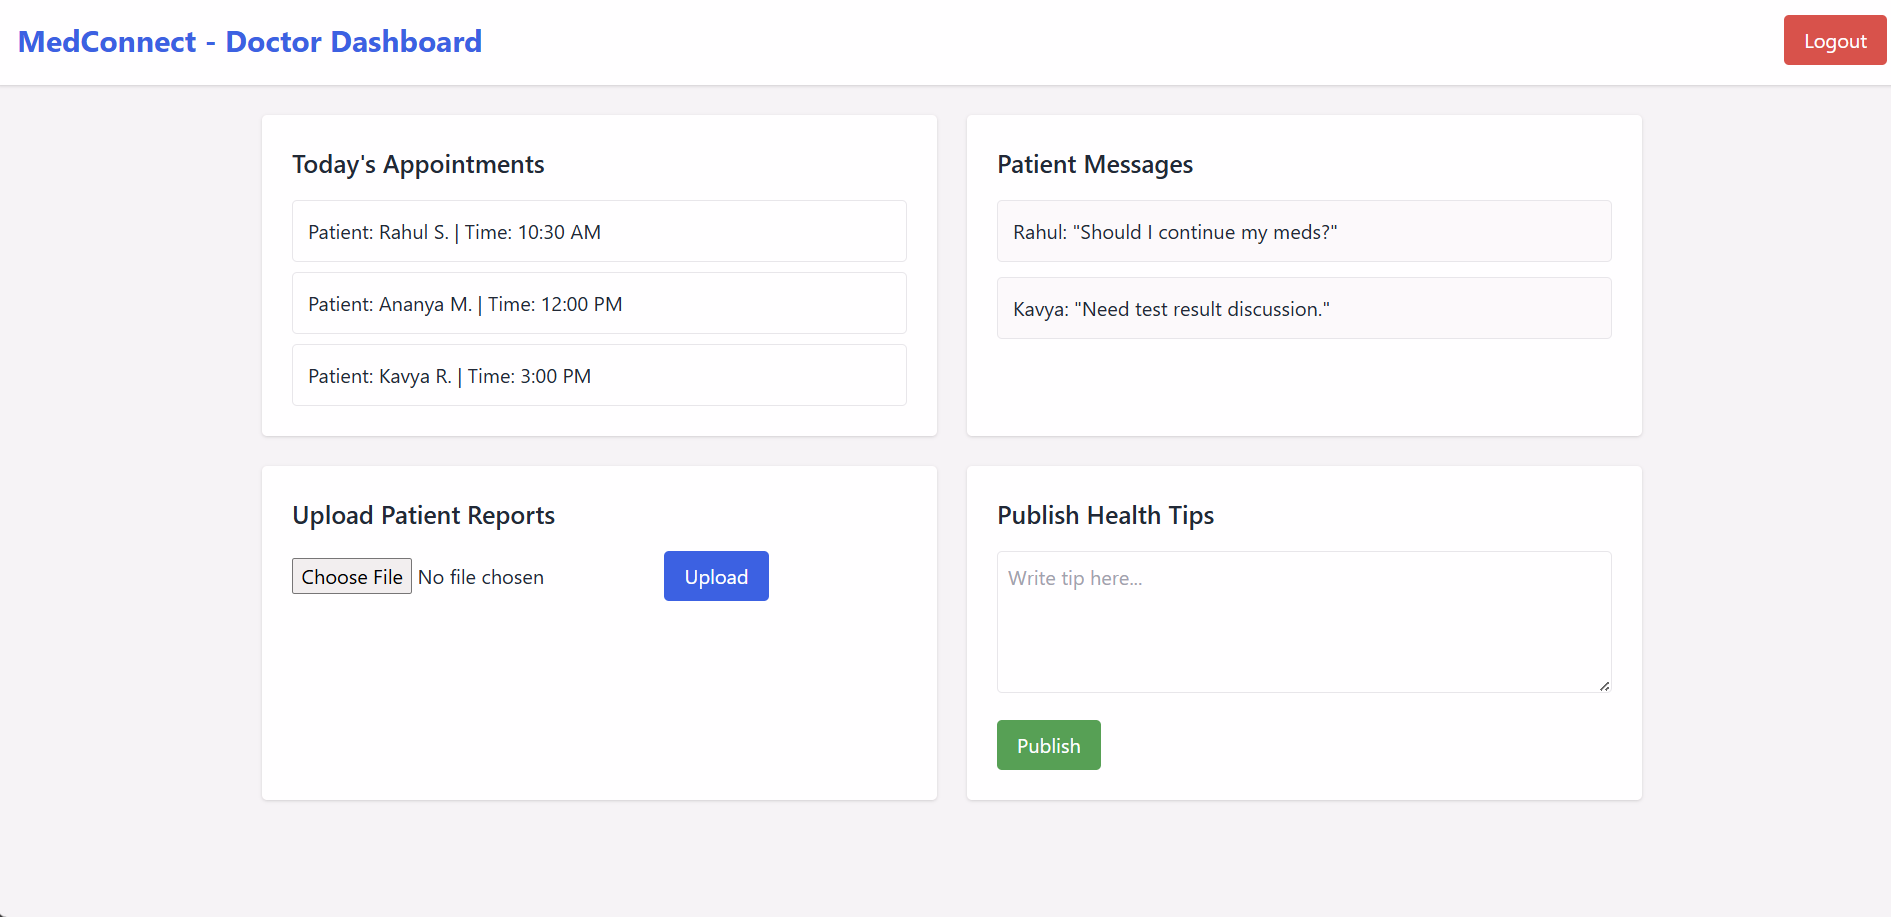 MedConnect - Doctor Dashboard
Logout
Today's Appointments
Patient: Rahul S. | Time: 10:30 AM
Patient: Ananya M. | Time: 12:00 PM
Patient: Kavya R. | Time: 3:00 PM
Patient Messages
Rahul: "Should I continue my meds?"
Kavya: "Need test result discussion."
Upload Patient Reports
Choose File No file chosen
Upload
Publish Health Tips
Write tip here...
Publish